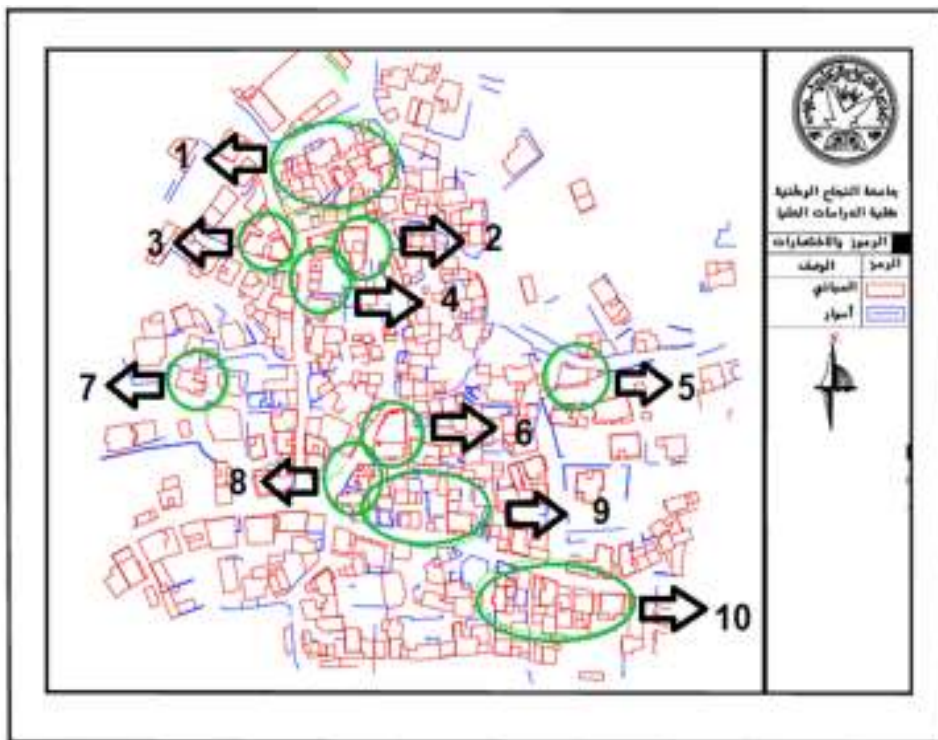 1
2
3
4
5
6
7
8
9
10
جامعة النجاح الوطنية
كلية الدراسات العليا
الرموز والاختصارات
الرمز الوصف
المباني
أسوار